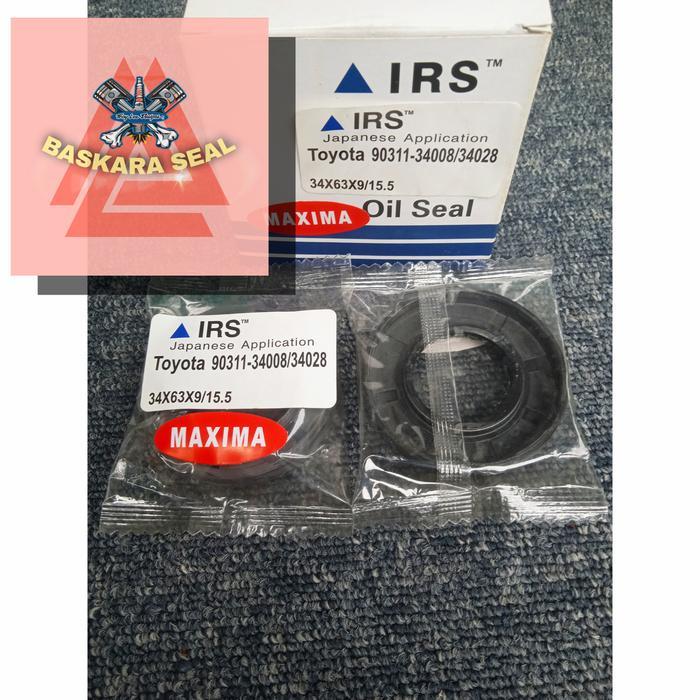 BASKARA SEAL
IRS™
IRS™
Japanese Application
Toyota 90311-34008/34028
34X63X9/15.5
MAXIMA Oil Seal
IRS™
Japanese Application
Toyota 90311-34008/34028
34X63X9/15.5
MAXIMA